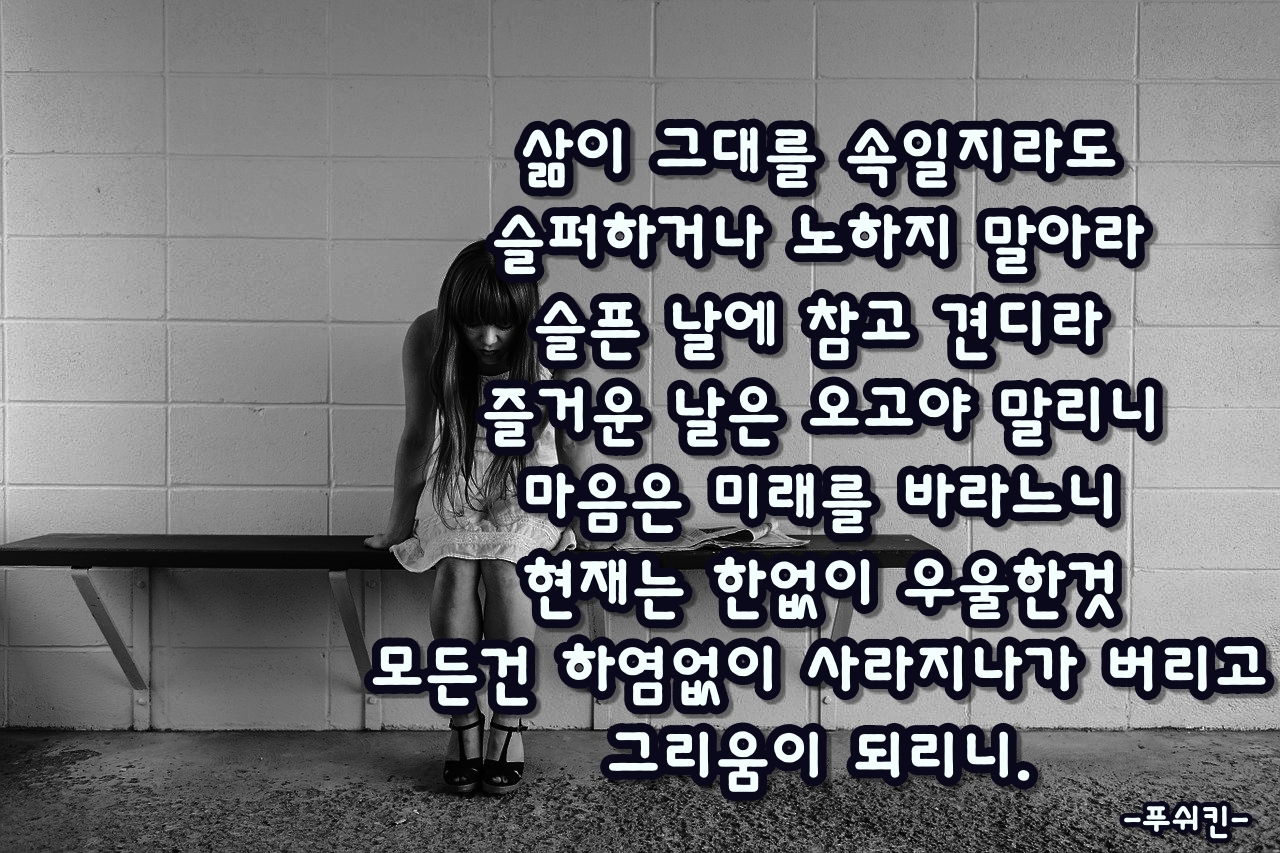 삶이 그대를 속일지라도
슬퍼하거나 노하지 말아라
슬픈 날에 참고 견디라
즐거운 날은 오고야 말리니
마음은 미래를 바라느니
현재는 한없이 우울한것
모든건 하염없이 사라지나가 버리고
그리움이 되리니.
-푸쉬킨-